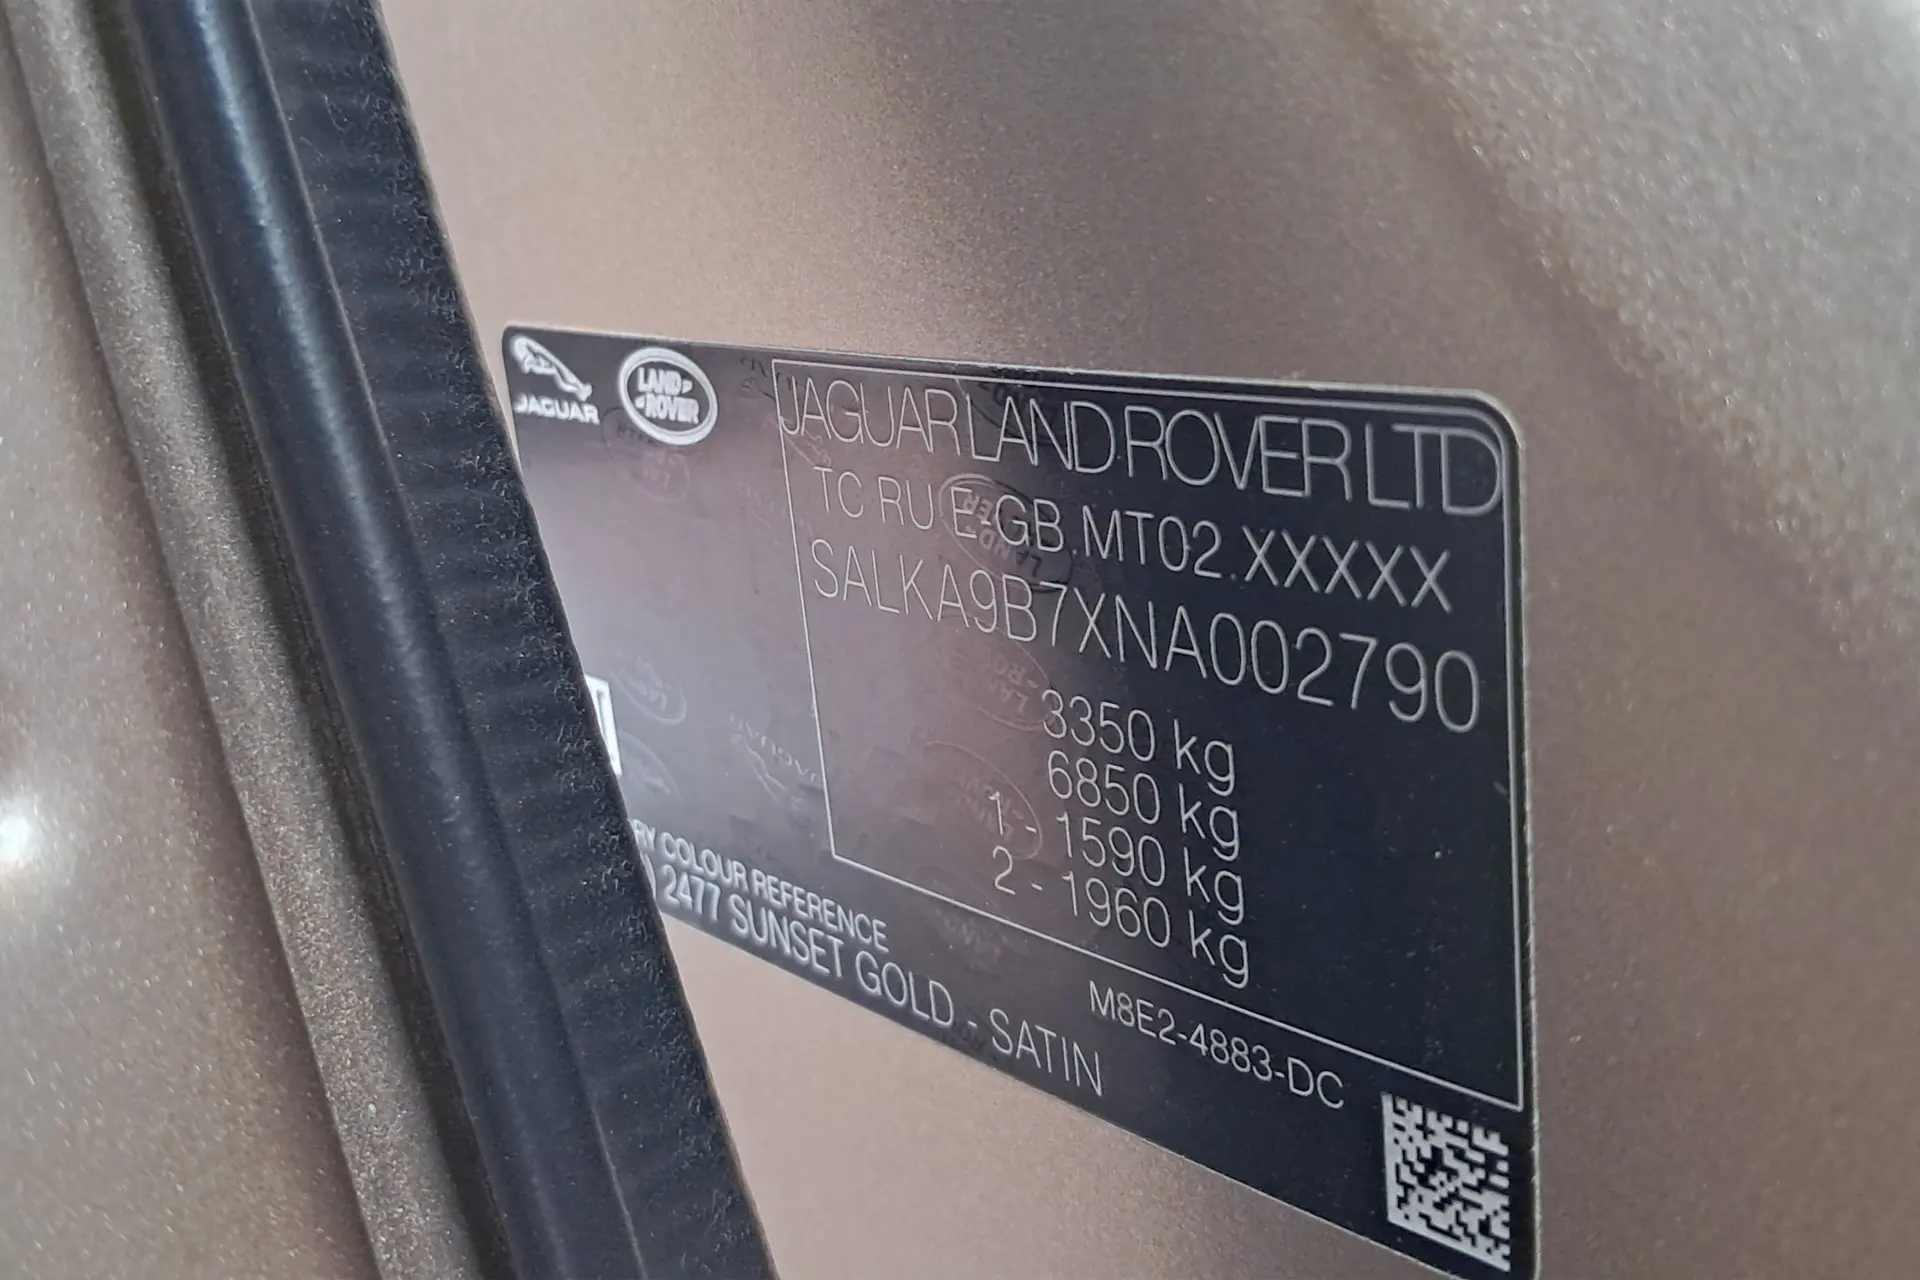 JAGUAR
LAND
ROVER
JAGUAR LAND ROVER LTD
TC RU E-GB.MT02.XXXXX
SALKA9B7XNA002790
3350 kg
6850 kg
1 - 1590 kg
2 - 1960 kg
M8E2-4883-DC
COLOUR REFERENCE
2477 SUNSET GOLD - SATIN